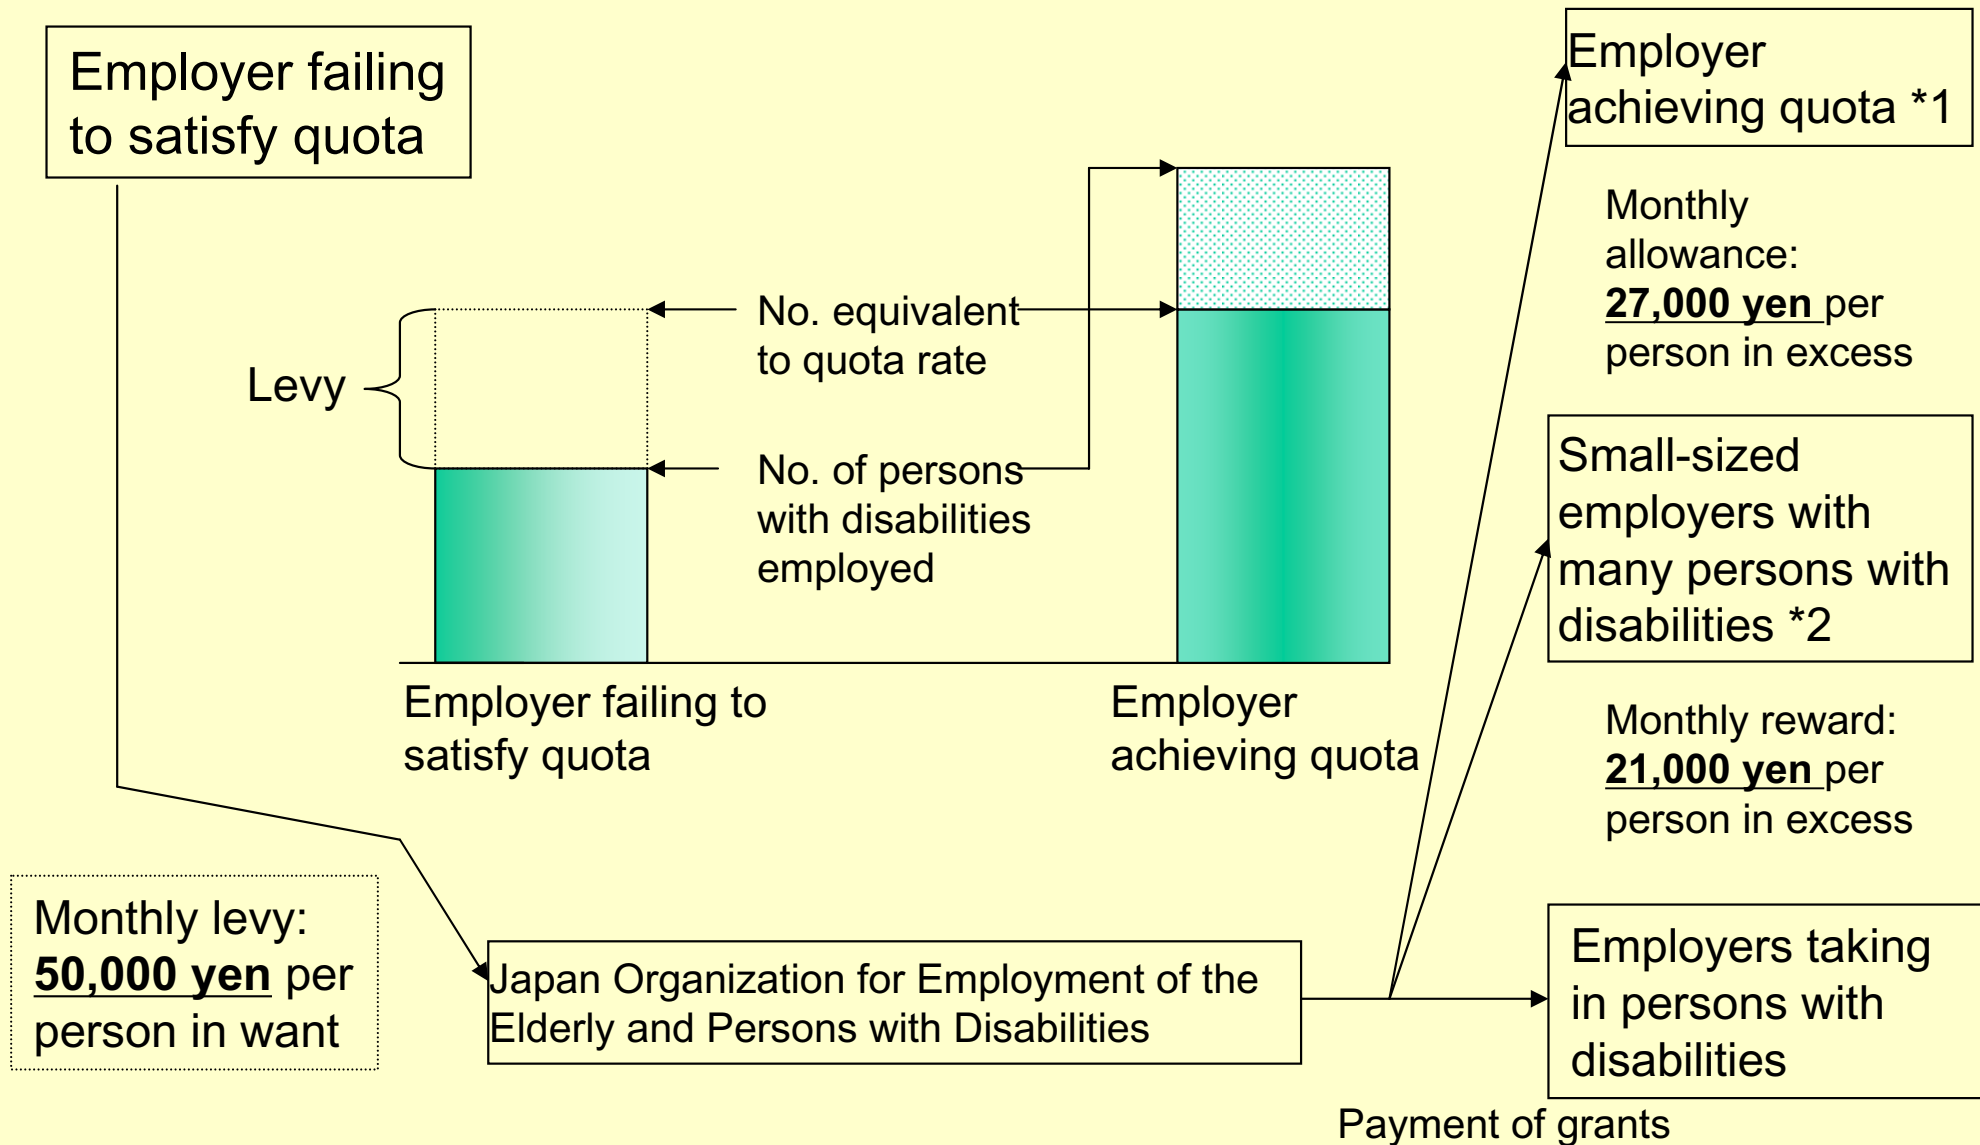 Employer failing
to satisfy quota
Levy
No. equivalent
to quota rate
No. of persons
with disabilities
employed
Employer failing to
satisfy quota
Employer
achieving quota
Monthly levy:
50,000 yen per
person in want
Japan Organization for Employment of the
Elderly and Persons with Disabilities
Employer
achieving quota *1
Monthly
allowance:
27,000 yen per
person in excess
Small-sized
employers with
many persons with
disabilities *2
Monthly reward:
21,000 yen per
person in excess
Employers taking
in persons with
disabilities
Payment of grants